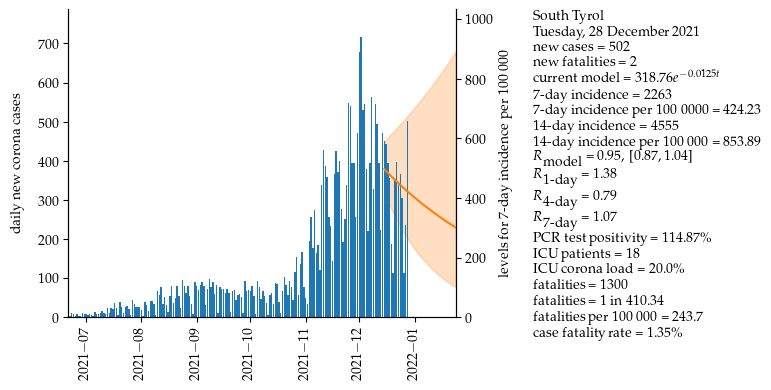 daily new corona cases
700
600
500
400
300
200
100
0
2021−07
2021−08
2021−09
2021−10
2021−11
2021−12
2022−01
1000
800
600
400
200
0
levels for 7-day incidence per 100 000
South Tyrol
Tuesday, 28 December 2021
new cases = 502
new fatalities = 2
current model = 318.76e^{−0.0125t}
7-day incidence = 2263
7-day incidence per 100 0000 = 424.23
14-day incidence = 4555
14-day incidence per 100 000 = 853.89
R_model = 0.95, [0.87, 1.04]
R_1-day = 1.38
R_4-day = 0.79
R_7-day = 1.07
PCR test positivity = 114.87%
ICU patients = 18
ICU corona load = 20.0%
fatalities = 1300
fatalities = 1 in 410.34
fatalities per 100 000 = 243.7
case fatality rate = 1.35%